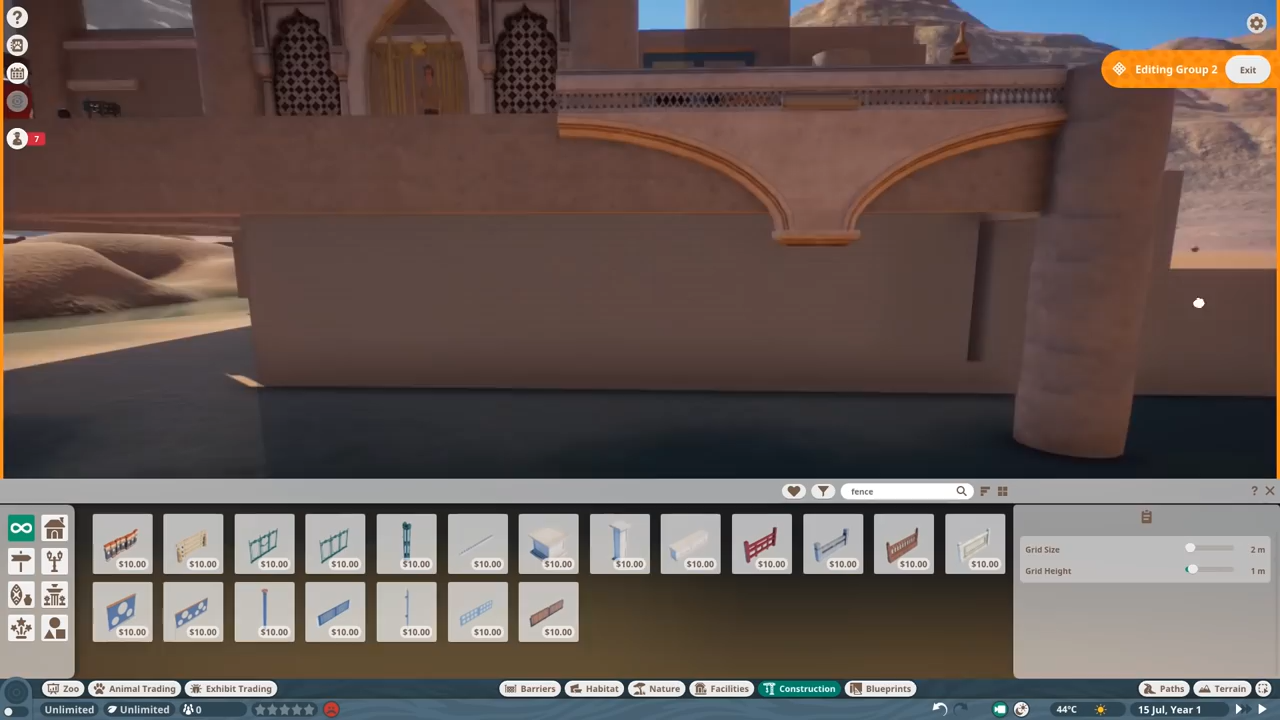 ?
Editing Group 2
Exit
7
fence
? ✕
Grid Size 2 m
Grid Height 1 m
$10.00 $10.00 $10.00 $10.00 $10.00 $10.00 $10.00 $10.00 $10.00 $10.00 $10.00 $10.00 $10.00
$10.00 $10.00 $10.00 $10.00 $10.00 $10.00 $10.00
Zoo Animal Trading Exhibit Trading Barriers Habitat Nature Facilities Construction Blueprints Paths Terrain
Unlimited Unlimited 0 44°C 15 Jul, Year 1